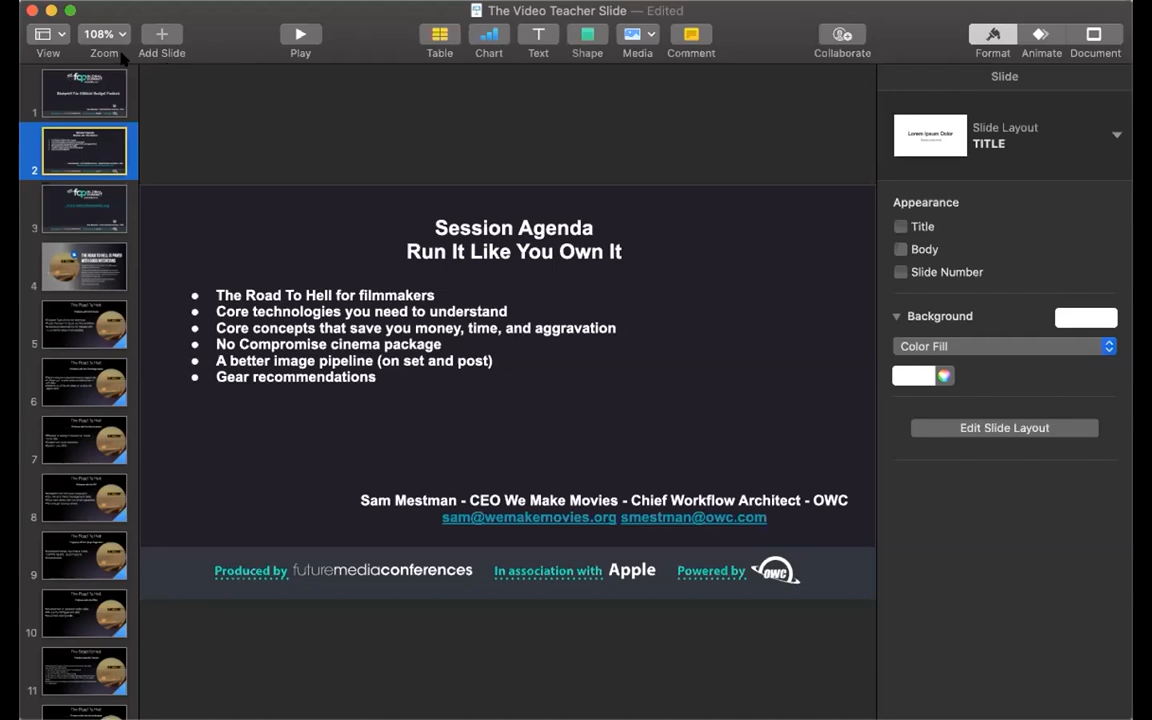 The Video Teacher Slide — Edited
108%
View
Zoom
Add Slide
Play
Table
Chart
Text
Shape
Media
Comment
Collaborate
Format
Animate
Document
1
2
3
4
5
6
7
8
9
10
11
Session Agenda
Run It Like You Own It
● The Road To Hell for filmmakers
● Core technologies you need to understand
● Core concepts that save you money, time, and aggravation
● No Compromise cinema package
● A better image pipeline (on set and post)
● Gear recommendations
Sam Mestman - CEO We Make Movies - Chief Workflow Architect - OWC
sam@wemakemovies.org smestman@owc.com
Produced by futuremediaconferences In association with Apple Powered by OWC
Slide
Lorem Ipsum Dolor
Slide Layout
TITLE
Appearance
Title
Body
Slide Number
Background
Color Fill
Edit Slide Layout